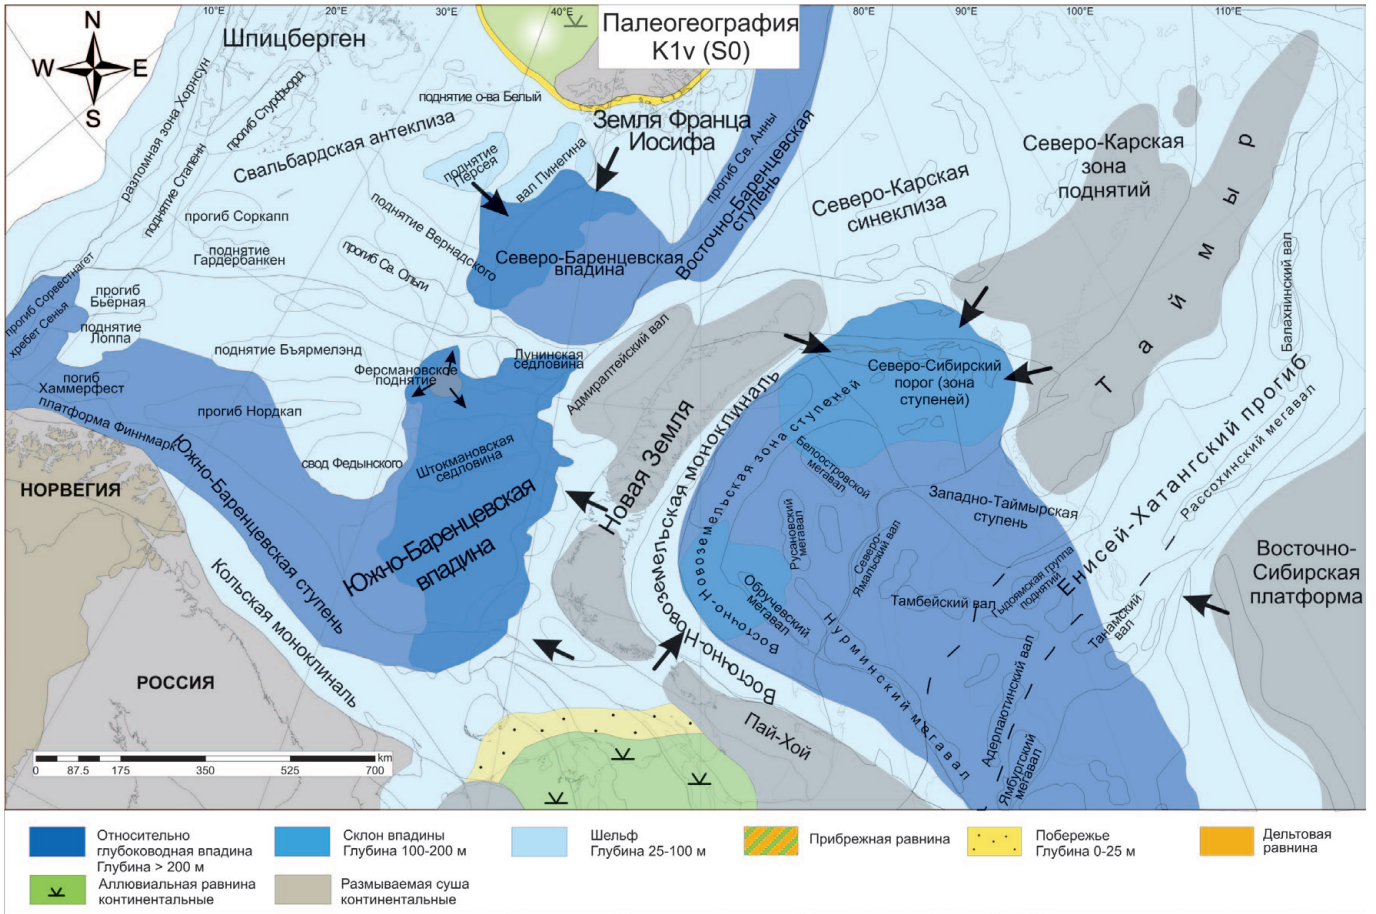 10°E
20°E
30°E
40°E
80°E
90°E
100°E
110°E
Палеогеография
K1v (S0)
N
W
E
S
Шпицберген
разломная зона Хорнсун
прогиб Стурфьорд
поднятие Стапенн
поднятие о-ва Белый
Свальбардская антеклиза
Земля Франца
Иосифа
поднятие
Персея
вал Пинегина
прогиб Св. Анны
Восточно-Баренцевская
ступень
Северо-Карская
зона
поднятий
Северо-Карская
синеклиза
Таймыр
прогиб Соркапп
поднятие
Гардербанкен
поднятие Вернадского
прогиб Св. Ольги
Северо-Баренцевская
впадина
Балахнинский вал
прогиб Сорвестнагет
хребет Сенья
прогиб
Бьёрная
поднятие
Лоппа
поднятие Бьярмелэнд
Ферсмановское
поднятие
Лунинская
седловина
Адмиралтейский вал
Северо-Сибирский
порог (зона
ступеней)
погиб
Хаммерфест
прогиб Нордкап
платформа Финнмарк
свод Федынского
Штокмановская
седловина
Южно-Баренцевская
впадина
Южно-Баренцевская ступень
Кольская моноклиналь
НОРВЕГИЯ
РОССИЯ
Новая Земля
Восточно-Новоземельская моноклиналь
Восточно-Новоземельская зона ступеней
Белоостровской
мегавал
Русановский
мегавал
Северо-
Ямальский вал
Западно-Таймырская
ступень
Енисей-Хатангский прогиб
Рассохинский мегавал
Обручевский
мегавал
Тамбейский вал
Гыдоямская группа
поднятий
Танамский
вал
Восточно-
Сибирская
платформа
Нурминский мегавал
Адерпаютинский вал
Ямбургский
мегавал
Пай-Хой
km
0
87.5
175
350
525
700
Относительно
глубоководная впадина
Глубина > 200 м
Склон впадины
Глубина 100-200 м
Шельф
Глубина 25-100 м
Прибрежная равнина
Побережье
Глубина 0-25 м
Дельтовая
равнина
Аллювиальная равнина
континентальные
Размываемая суша
континентальные